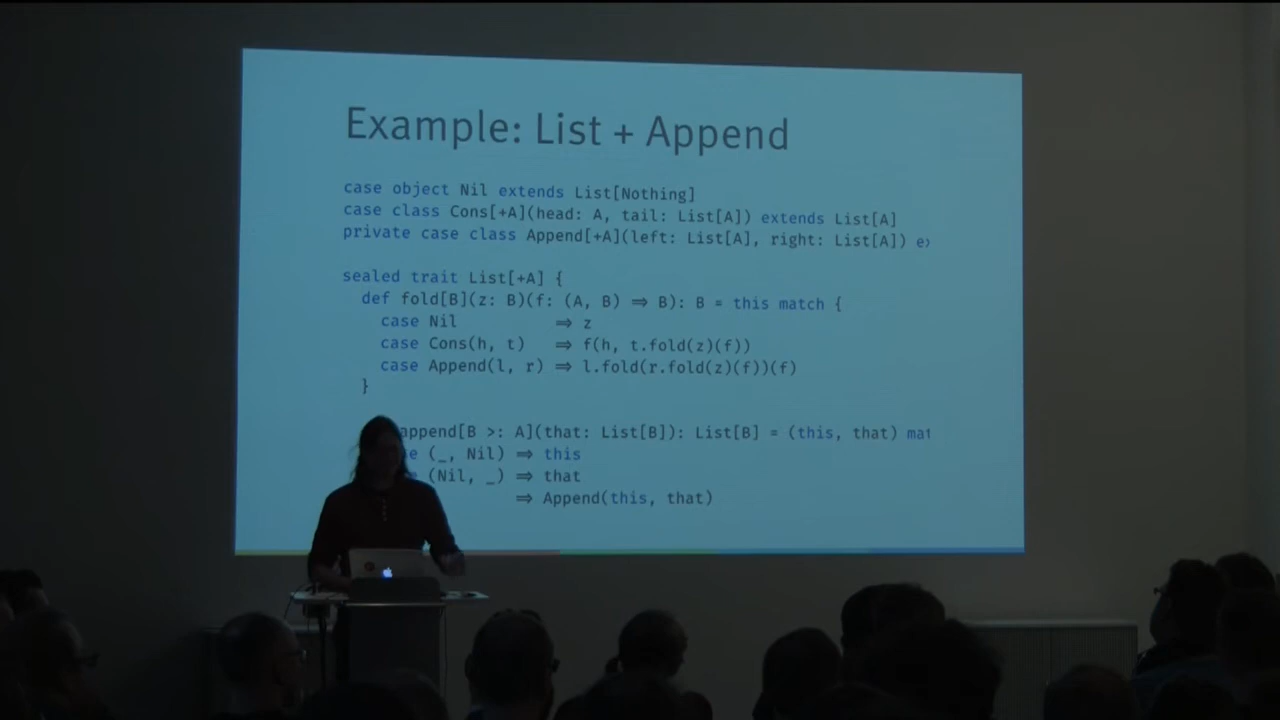 Example: List + Append
case object Nil extends List[Nothing]
case class Cons[+A](head: A, tail: List[A]) extends List[A]
private case class Append[+A](left: List[A], right: List[A])
sealed trait List[+A] {
def fold[B](z: B)(f: (A, B) ⇒ B): B = this match {
case Nil ⇒ z
case Cons(h, t) ⇒ f(h, t.fold(z)(f))
case Append(l, r) ⇒ l.fold(r.fold(z)(f))(f)
}
append[B >: A](that: List[B]): List[B] = (this, that) mat
(_, Nil) ⇒ this
(Nil, _) ⇒ that
⇒ Append(this, that)